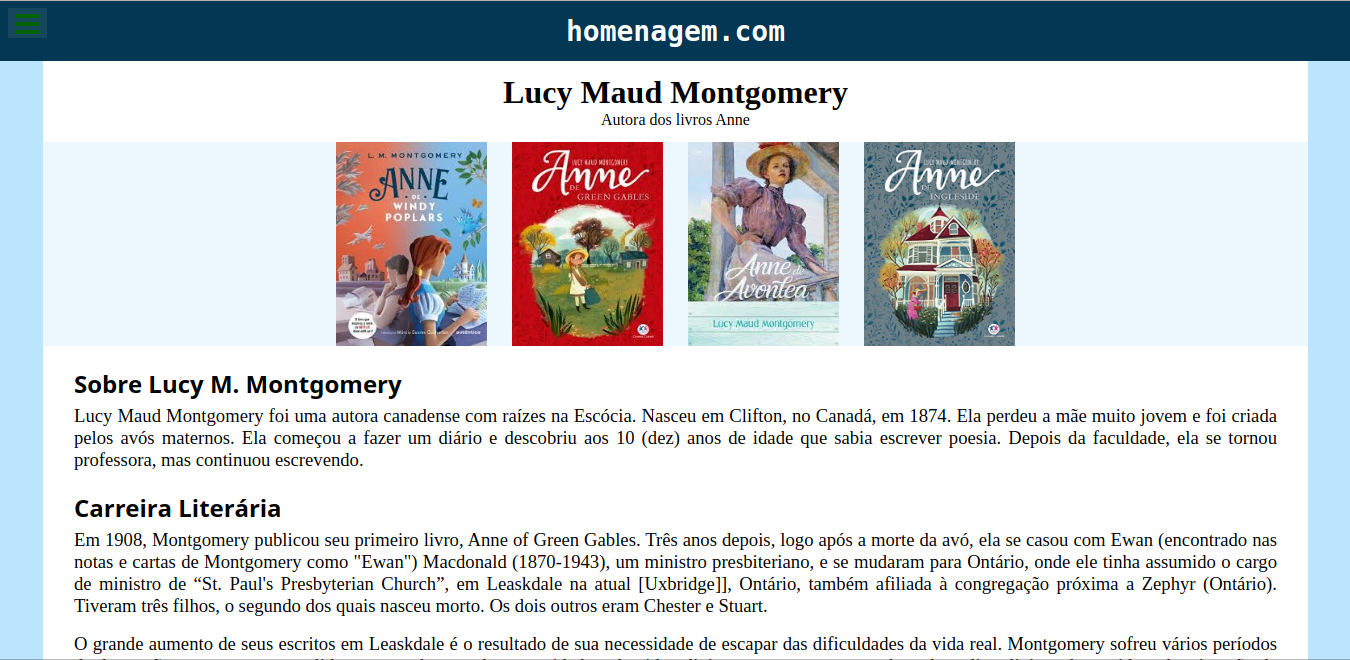 homenagem.com
Lucy Maud Montgomery
Autora dos livros Anne
L. M. MONTGOMERY
ANNE
DE
WINDY
POPLARS
LUCY MAUD MONTGOMERY
Anne
DE
GREEN GABLES
Anne de
Avonlea
Lucy Maud Montgomery
LUCY MAUD MONTGOMERY
Anne
DE
INGLESIDE
Sobre Lucy M. Montgomery
Lucy Maud Montgomery foi uma autora canadense com raízes na Escócia. Nasceu em Clifton, no Canadá, em 1874. Ela perdeu a mãe muito jovem e foi criada
pelos avós maternos. Ela começou a fazer um diário e descobriu aos 10 (dez) anos de idade que sabia escrever poesia. Depois da faculdade, ela se tornou
professora, mas continuou escrevendo.
Carreira Literária
Em 1908, Montgomery publicou seu primeiro livro, Anne of Green Gables. Três anos depois, logo após a morte da avó, ela se casou com Ewan (encontrado nas
notas e cartas de Montgomery como "Ewan") Macdonald (1870-1943), um ministro presbiteriano, e se mudaram para Ontário, onde ele tinha assumido o cargo
de ministro de “St. Paul's Presbyterian Church”, em Leaskdale na atual [Uxbridge]], Ontário, também afiliada à congregação próxima a Zephyr (Ontário).
Tiveram três filhos, o segundo dos quais nasceu morto. Os dois outros eram Chester e Stuart.
O grande aumento de seus escritos em Leaskdale é o resultado de sua necessidade de escapar das dificuldades da vida real. Montgomery sofreu vários períodos